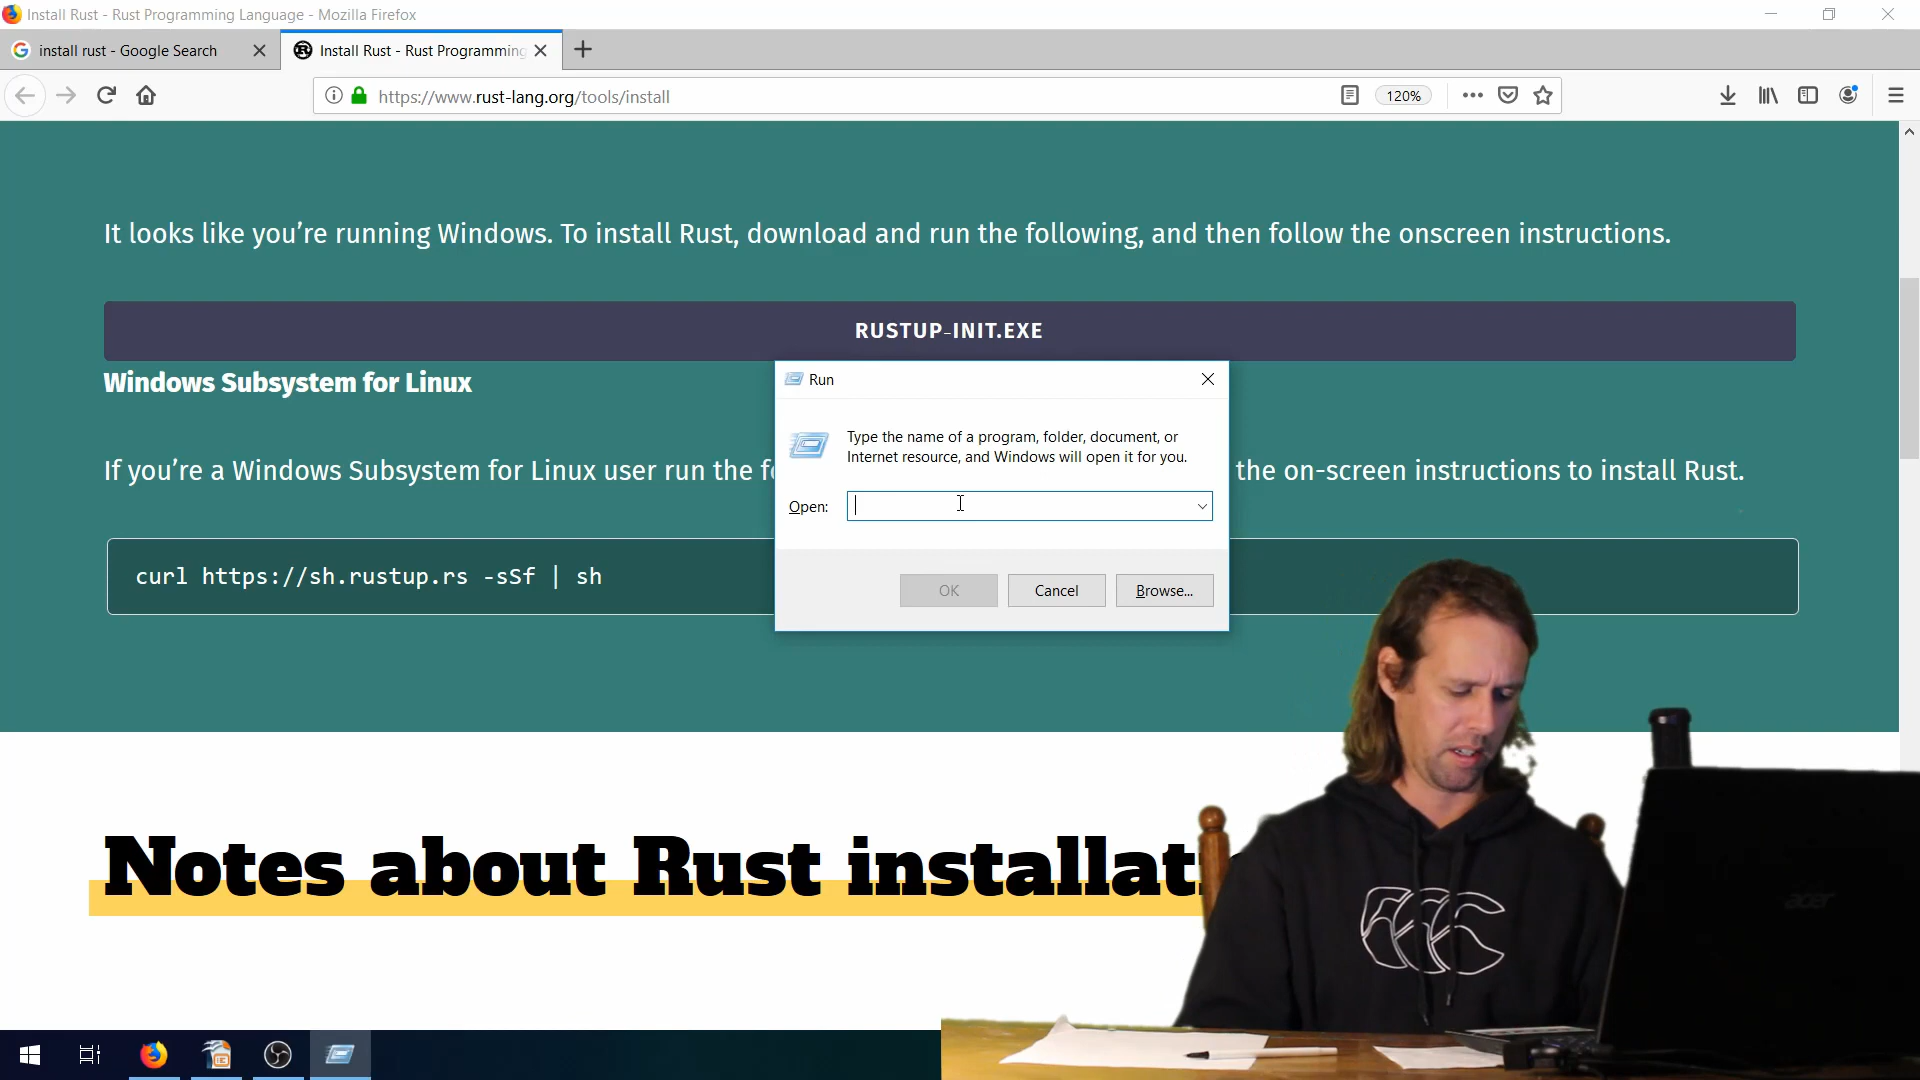 Install Rust - Rust Programming Language - Mozilla Firefox
install rust - Google Search
Install Rust - Rust Programming
https://www.rust-lang.org/tools/install
120%
It looks like you’re running Windows. To install Rust, download and run the following, and then follow the onscreen instructions.
RUSTUP-INIT.EXE
Windows Subsystem for Linux
If you’re a Windows Subsystem for Linux user run the
the on-screen instructions to install Rust.
curl https://sh.rustup.rs -sSf | sh
Run
Type the name of a program, folder, document, or
Internet resource, and Windows will open it for you.
Open:
OK
Cancel
Browse...
Notes about Rust installat
acer
CCC